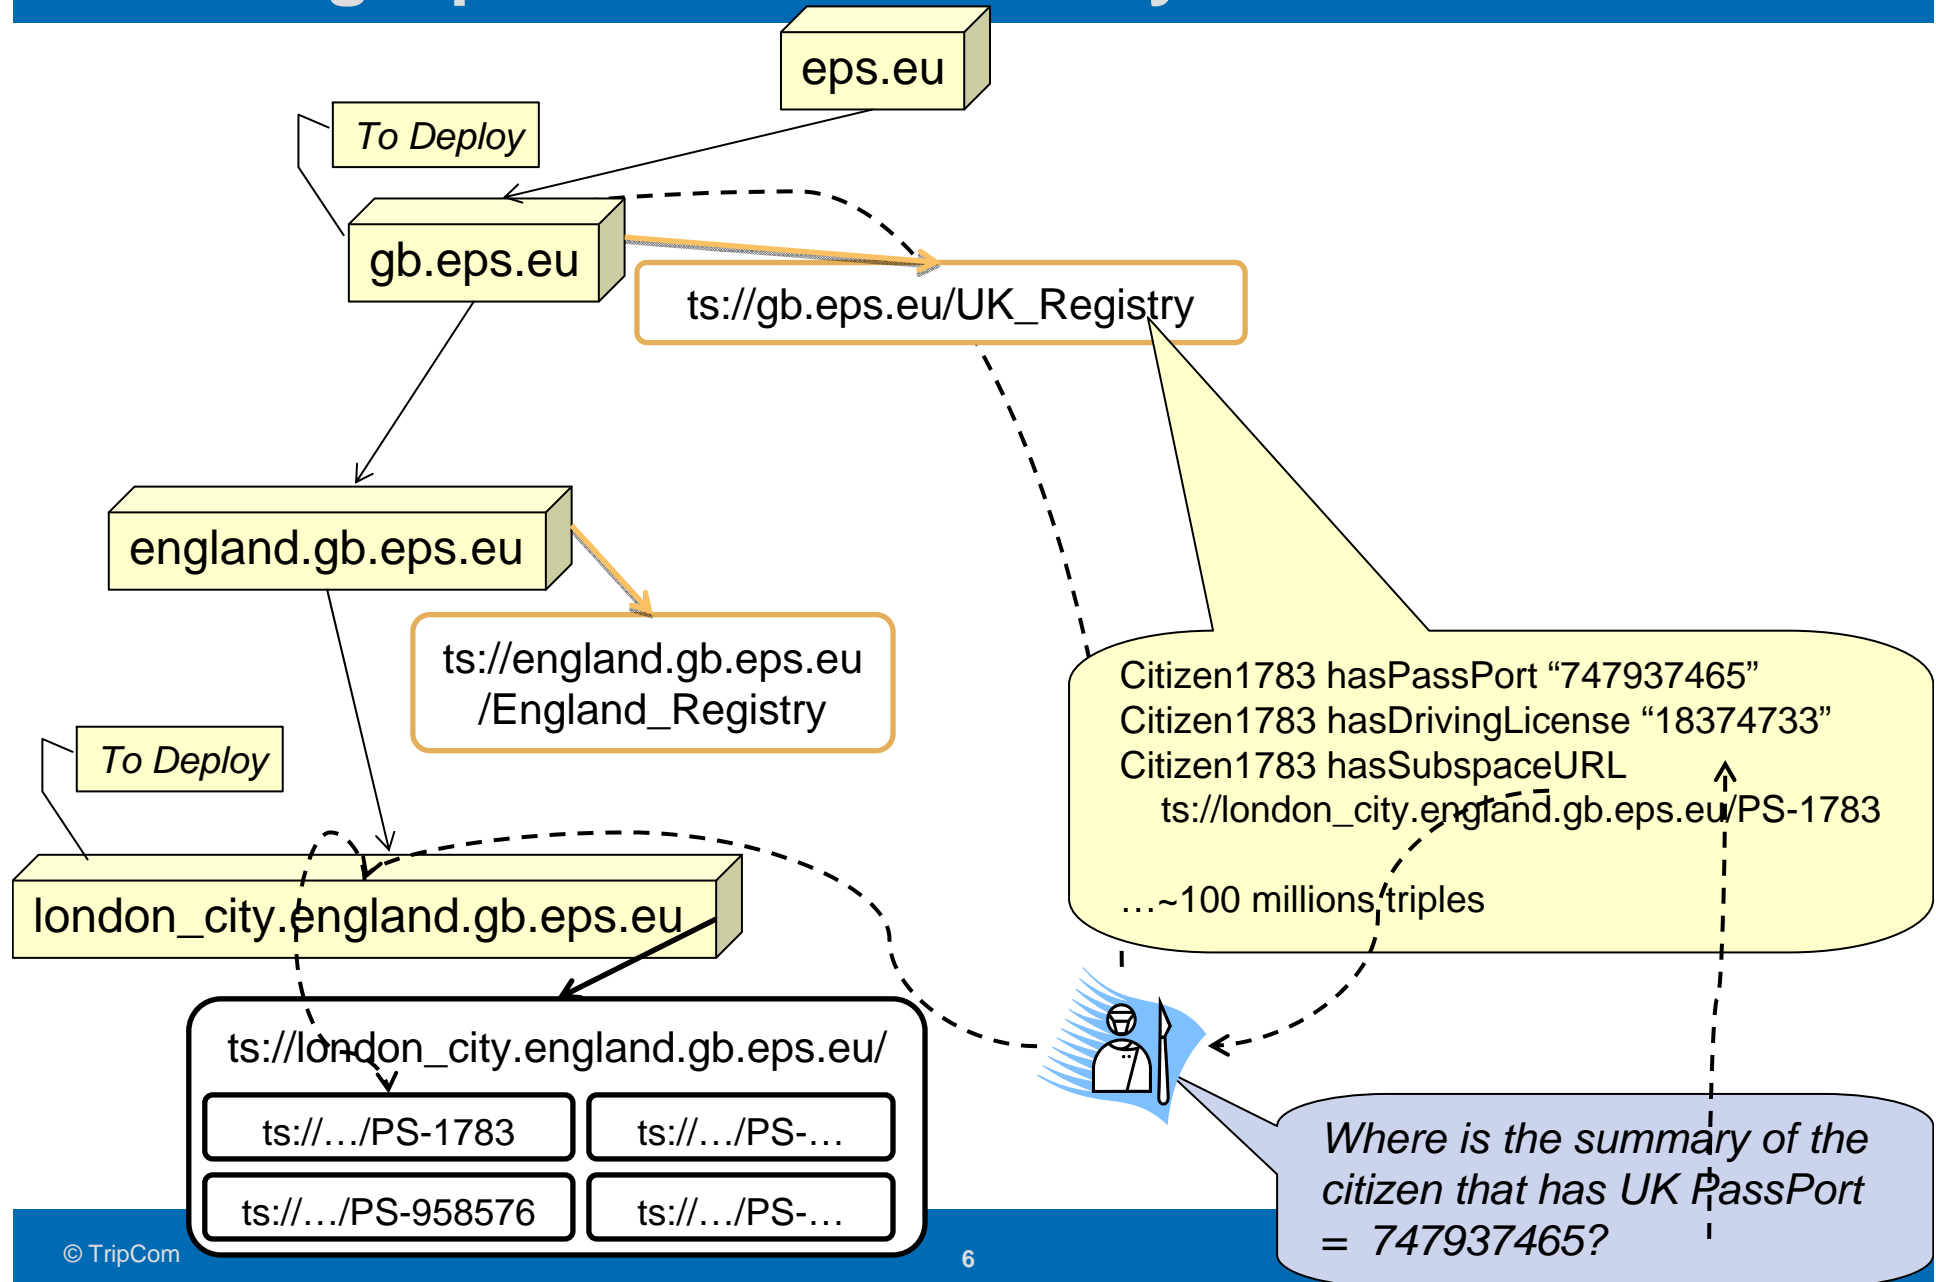 eps.eu
To Deploy
gb.eps.eu
ts://gb.eps.eu/UK_Registry
england.gb.eps.eu
ts://england.gb.eps.eu
/England_Registry
Citizen1783 hasPassPort “747937465”
Citizen1783 hasDrivingLicense “18374733”
Citizen1783 hasSubspaceURL
ts://london_city.england.gb.eps.eu/PS-1783
…~100 millions triples
To Deploy
london_city.england.gb.eps.eu
ts://london_city.england.gb.eps.eu/
ts://…/PS-1783
ts://…/PS-…
ts://…/PS-958576
ts://…/PS-…
Where is the summary of the
citizen that has UK PassPort
= 747937465?
© TripCom
6